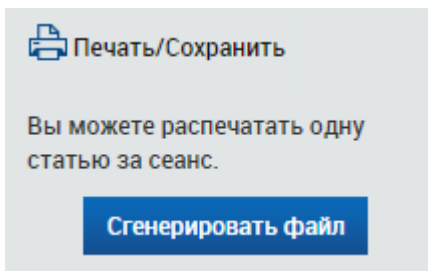 Печать/Сохранить
Вы можете распечатать одну
статью за сеанс.
Сгенерировать файл